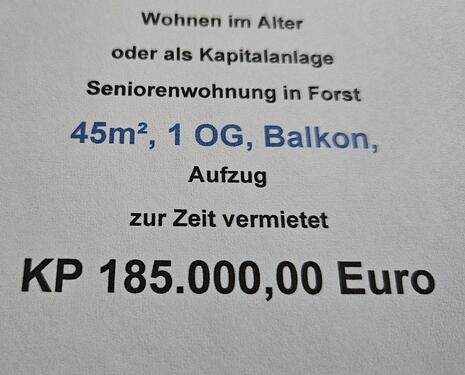 Wohnen im Alter
oder als Kapitalanlage
Seniorenwohnung in Forst
45m², 1 OG, Balkon,
Aufzug
zur Zeit vermietet
KP 185.000,00 Euro